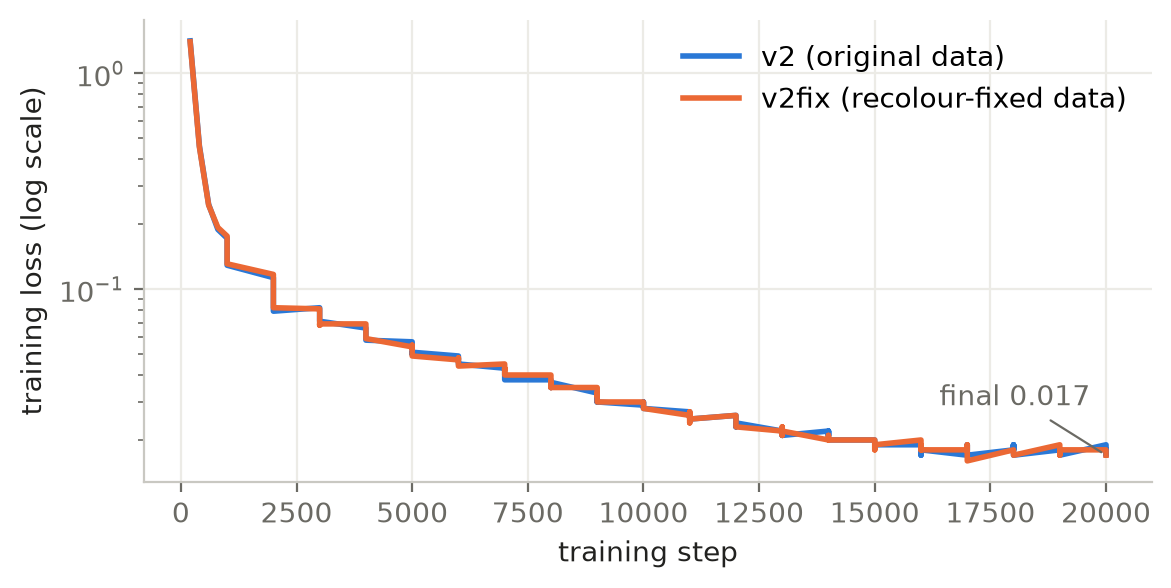 v2 (original data)
v2fix (recolour-fixed data)
training loss (log scale)
10⁰
10⁻¹
final 0.017
0 2500 5000 7500 10000 12500 15000 17500 20000
training step